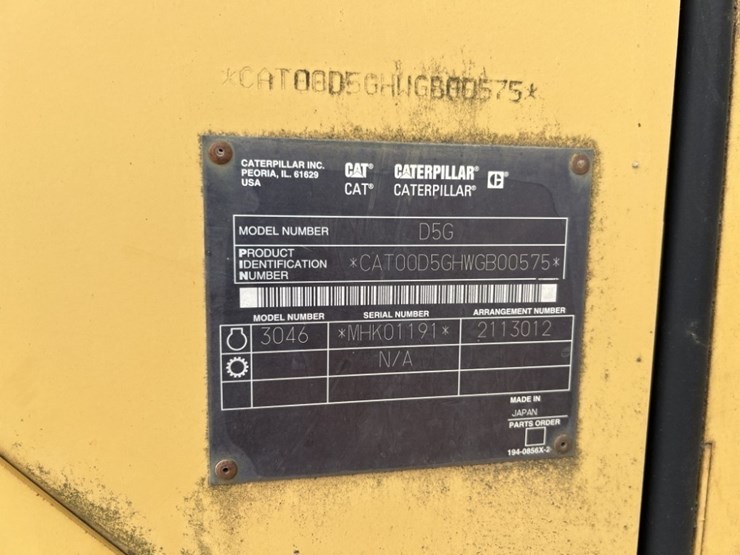 *CAT00D5GHWGB00575*
CATERPILLAR INC. CAT® CATERPILLAR® C
PEORIA, IL. 61629
USA CAT® CATERPILLAR®
MODEL NUMBER D5G
PRODUCT
IDENTIFICATION *CAT00D5GHWGB00575*
NUMBER
MODEL NUMBER SERIAL NUMBER ARRANGEMENT NUMBER
3046 *MHK01191* 2113012
N/A
MADE IN
JAPAN
PARTS ORDER
194-0856X-2